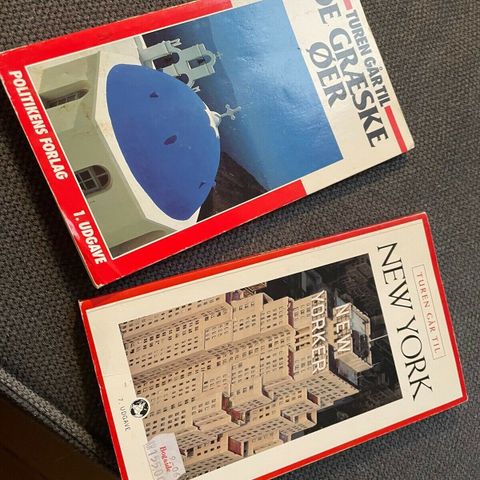 TUREN GÅR TIL
DE GRÆSKE
ØER
POLITIKENS FORLAG
1. UDGAVE
TUREN GÅR TIL
NEW YORK
NEW
YORKER
7. UDGAVE
Bogsalg